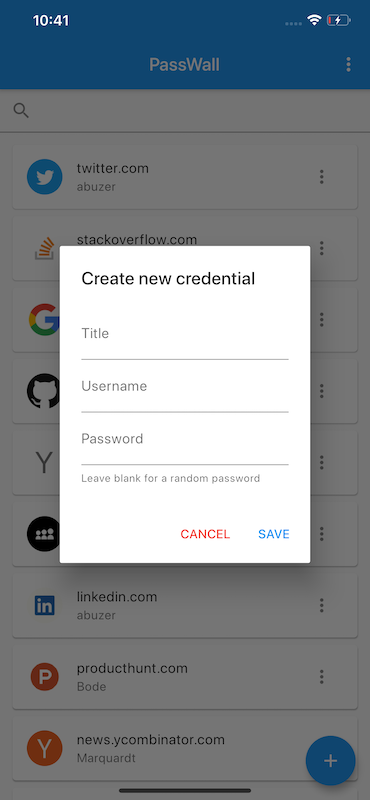 10:41
PassWall
twitter.com
abuzer
stackoverflow.com
Create new credential
Title
Username
Password
Leave blank for a random password
CANCEL
SAVE
linkedin.com
abuzer
producthunt.com
Bode
news.ycombinator.com
Marquardt